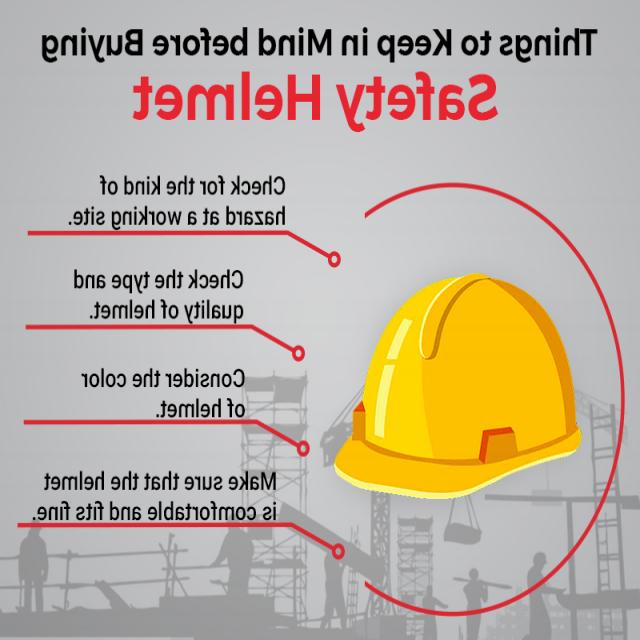 Things to Keep in Mind before Buying
Safety Helmet
Check for the kind of
hazard at a working site.
Check the type and
quality of helmet.
Consider the color
of helmet.
Make sure that the helmet
is comfortable and fits fine.